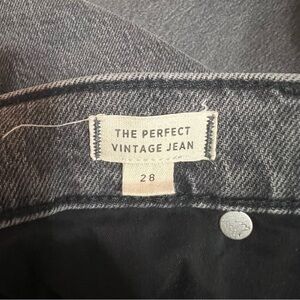 THE PERFECT
VINTAGE JEAN
28